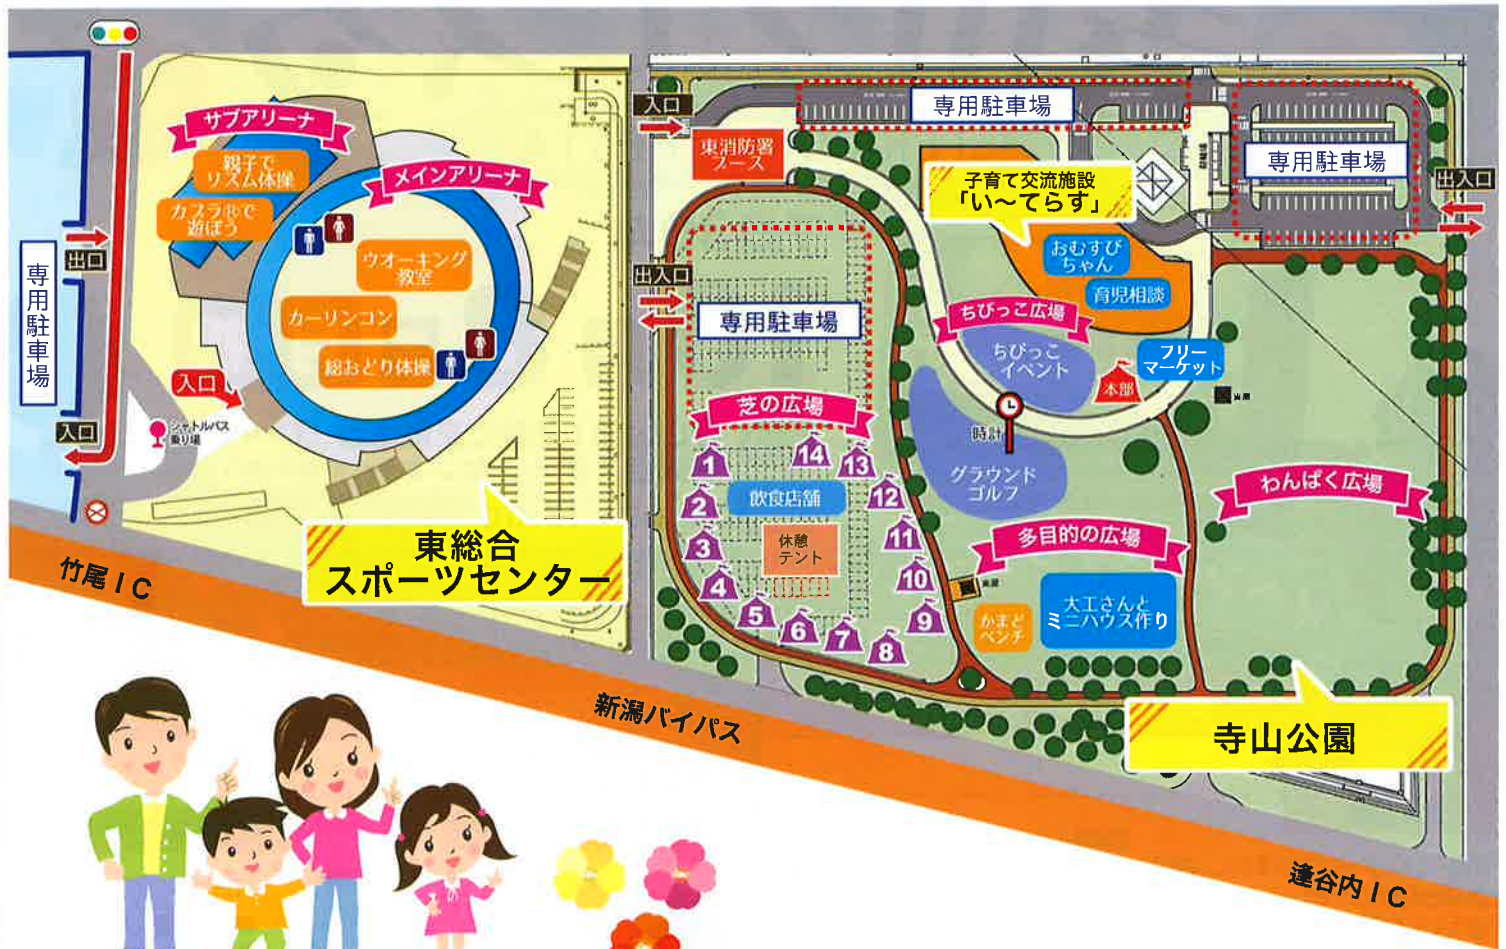 サブアリーナ
親子で
リズム体操
カスラ®で
遊ぼう
メインアリーナ
ウオーキング
教室
カーリンコン
総おどり体操
入口
シャトルバス
乗り場
専用駐車場
出口
入口
東総合
スポーツセンター
入口
東消防署
ブース
専用駐車場
専用駐車場
出入口
子育て交流施設
「い〜てらす」
おむすび
ちゃん
育児相談
出入口
専用駐車場
ちびっこ広場
ちびっこ
イベント
本部
フリー
マーケット
時計
グラウンド
ゴルフ
芝の広場
1
2
3
4
5
6
7
8
9
10
11
12
13
14
飲食店舗
休憩
テント
多目的の広場
かまど
ベンチ
大工さんと
ミニハウス作り
わんぱく広場
寺山公園
竹尾IC
新潟バイパス
逢谷内IC